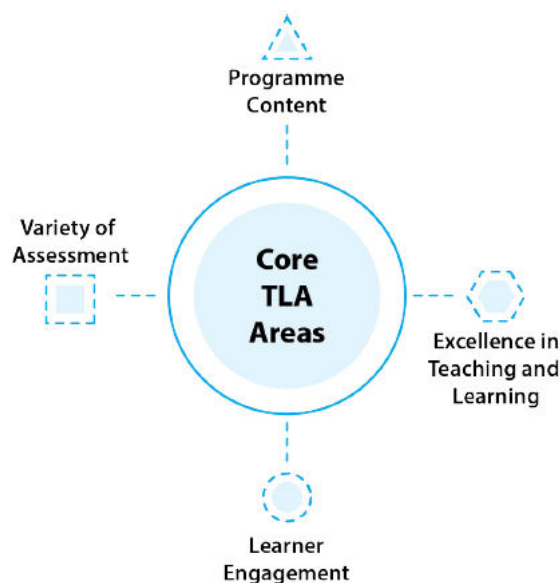 Programme
Content
Variety of
Assessment
Core
TLA
Areas
Excellence in
Teaching and
Learning
Learner
Engagement